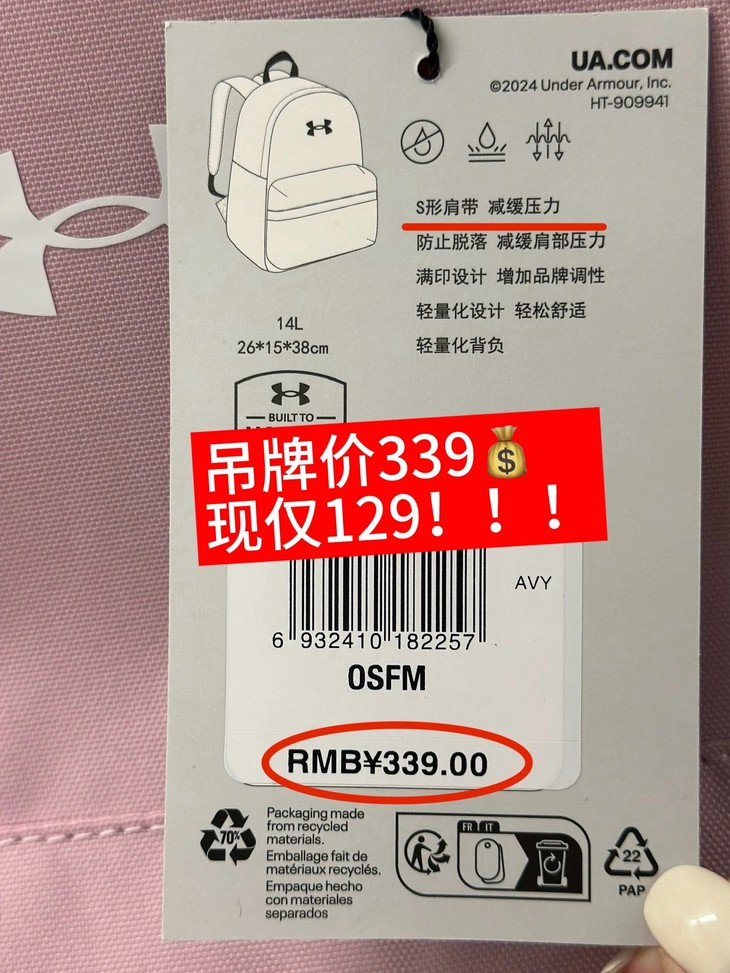 UA.COM
©2024 Under Armour, Inc.
HT-909941
S形肩带 减缓压力
防止脱落 减缓肩部压力
满印设计 增加品牌调性
轻量化设计 轻松舒适
轻量化背负
14L
26*15*38cm
BUILT TO
吊牌价339💰
现仅129！！！
AVY
6 932410 182257
OSFM
RMB¥339.00
70%
Packaging made
from recycled
materials.
Emballage fait de
matériaux recyclés.
Empaque hecho
con materiales
separados
FR IT
22
PAP